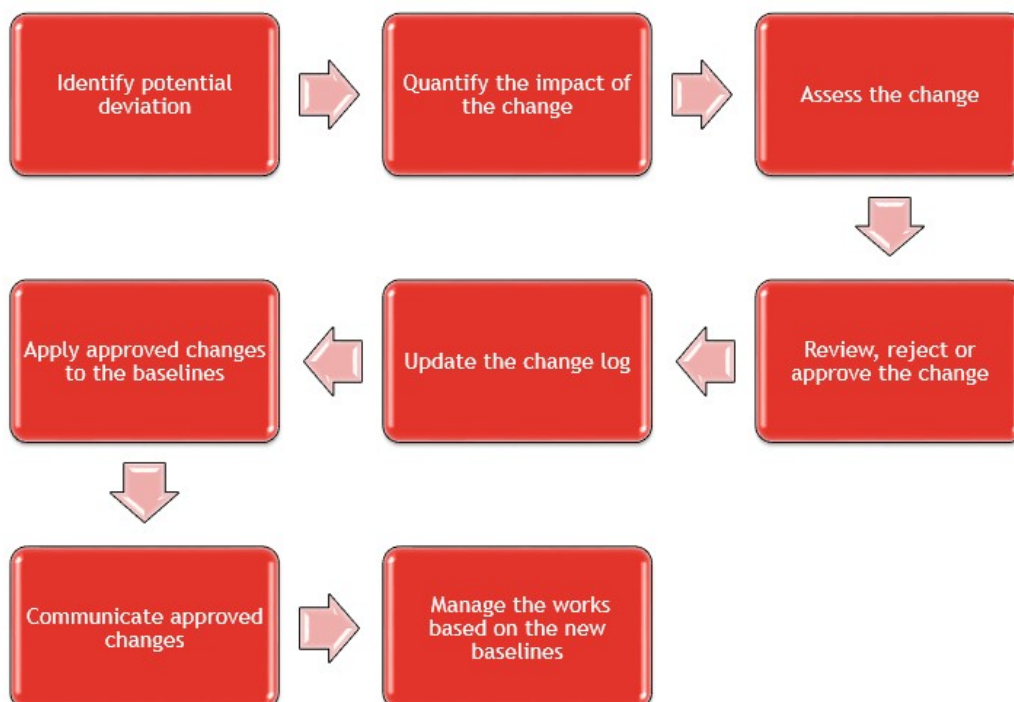 Identify potential
deviation
Quantify the impact of
the change
Assess the change
Review, reject or
approve the change
Update the change log
Apply approved changes
to the baselines
Communicate approved
changes
Manage the works
based on the new
baselines